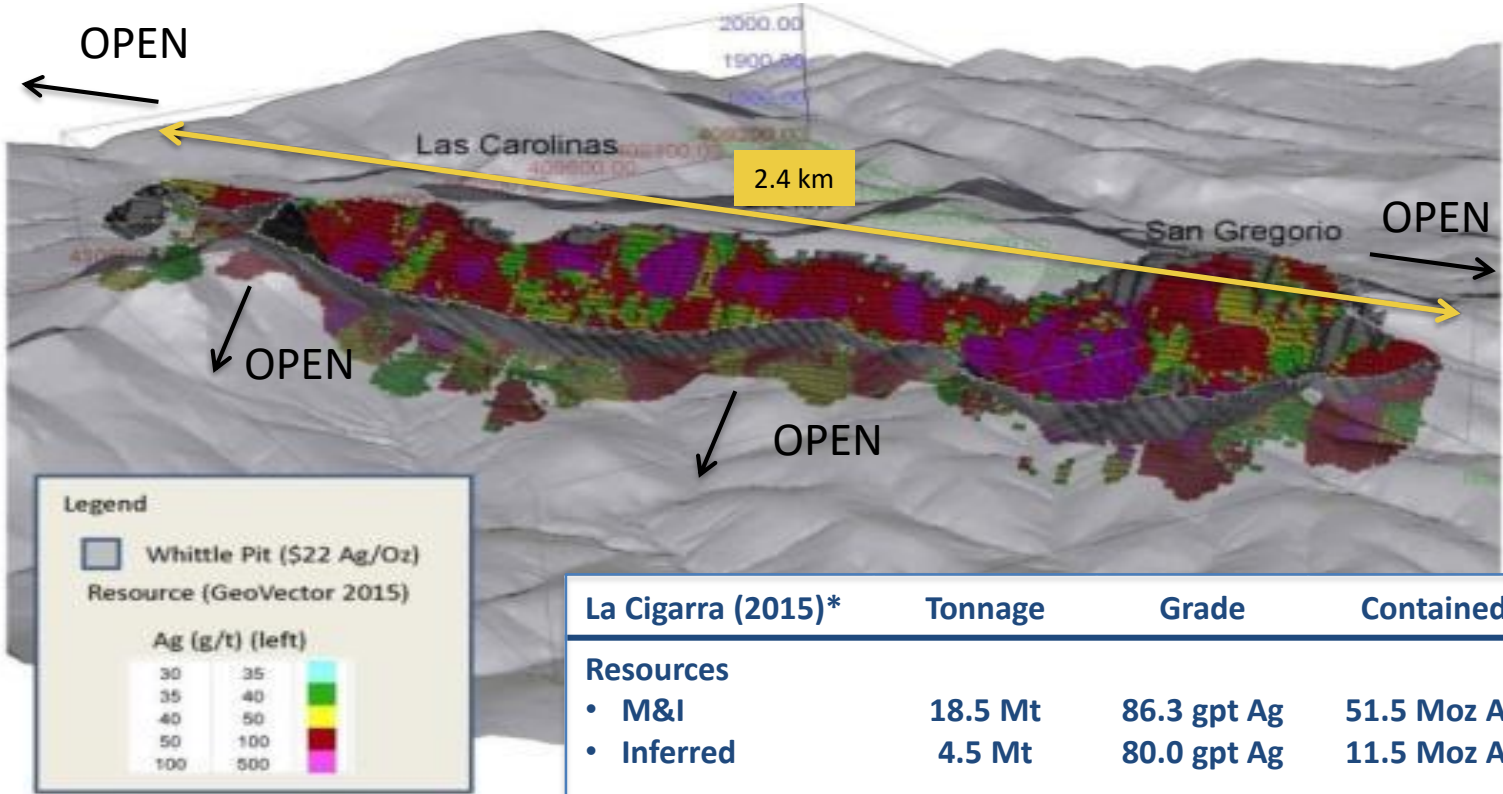 OPEN
2000.00
1900.00
Las Carolinas
2.4 km
San Gregorio
OPEN
OPEN
OPEN
Legend
Whittle Pit ($22 Ag/Oz)
Resource (GeoVector 2015)
Ag (g/t) (left)
30 35
35 40
40 50
50 100
100 500
La Cigarra (2015)* Tonnage Grade Contained
Resources
• M&I 18.5 Mt 86.3 gpt Ag 51.5 Moz A
• Inferred 4.5 Mt 80.0 gpt Ag 11.5 Moz A